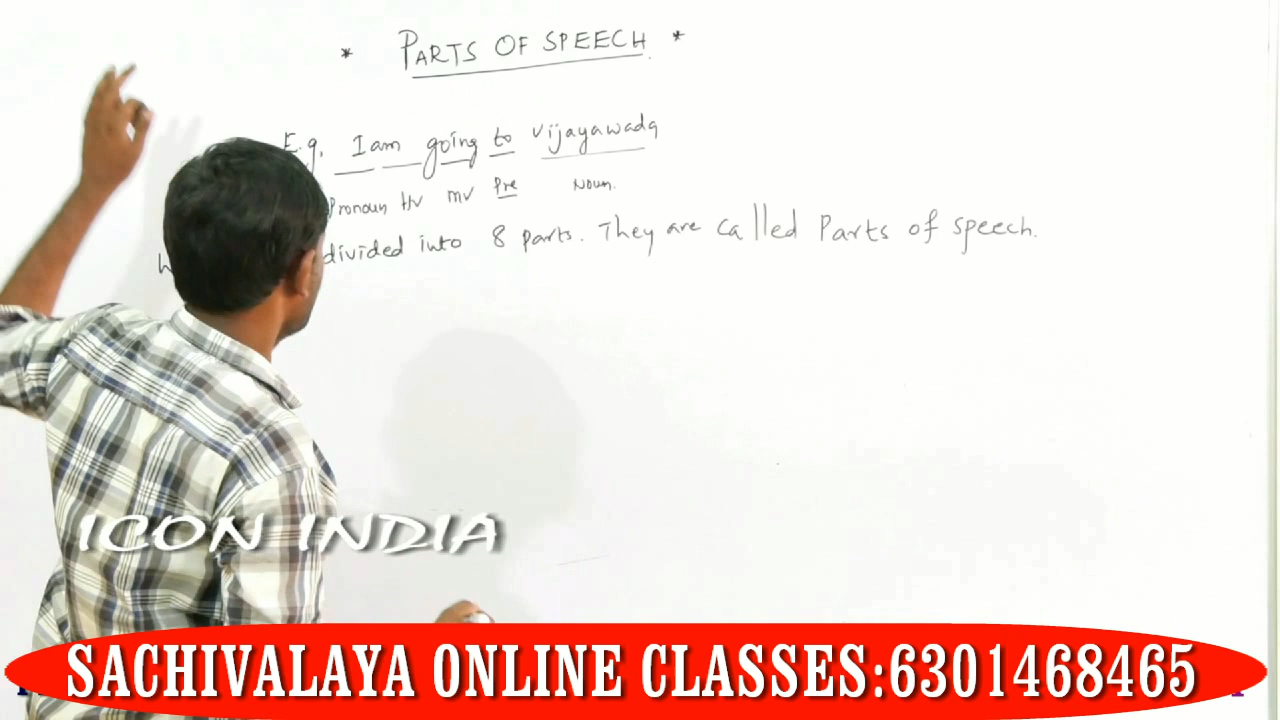 * PARTS OF SPEECH *
E.g. I am going to Vijayawada
Pronoun HV MV Pre Noun.
divided into 8 parts. They are called Parts of speech.
ICON INDIA
SACHIVALAYA ONLINE CLASSES:6301468465